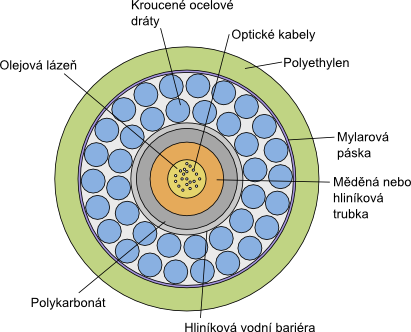 Kroucené ocelové
dráty
Optické kabely
Olejová lázeň
Polyethylen
Mylarová
páska
Měděná nebo
hliníková
trubka
Polykarbonát
Hliníková vodní bariéra